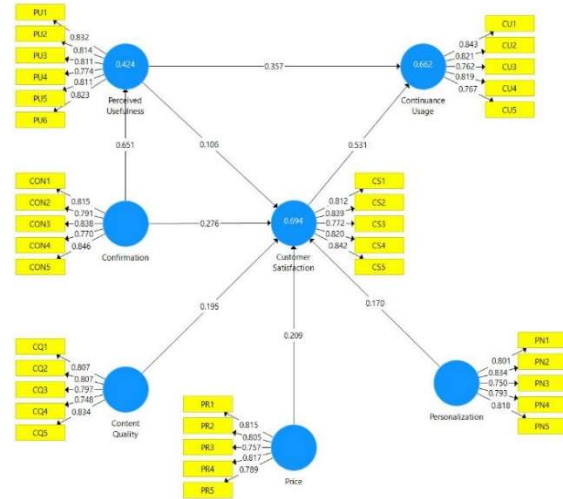 PU1
PU2
PU3
PU4
PU5
PU6
0.832
0.814
0.811
0.774
0.811
0.823
0.424
Perceived
Usefulness
0.357
0.662
Continuance
Usage
0.843
0.821
0.762
0.819
0.767
CU1
CU2
CU3
CU4
CU5
0.651
0.106
0.531
CON1
CON2
CON3
CON4
CON5
0.815
0.791
0.838
0.770
0.846
Confirmation
0.276
0.694
Customer
Satisfaction
0.812
0.839
0.772
0.820
0.842
CS1
CS2
CS3
CS4
CS5
0.195
0.209
0.170
CQ1
CQ2
CQ3
CQ4
CQ5
0.807
0.807
0.797
0.748
0.834
Content
Quality
PR1
PR2
PR3
PR4
PR5
0.815
0.805
0.757
0.817
0.789
Price
Personalization
0.801
0.834
0.750
0.793
0.818
PN1
PN2
PN3
PN4
PN5